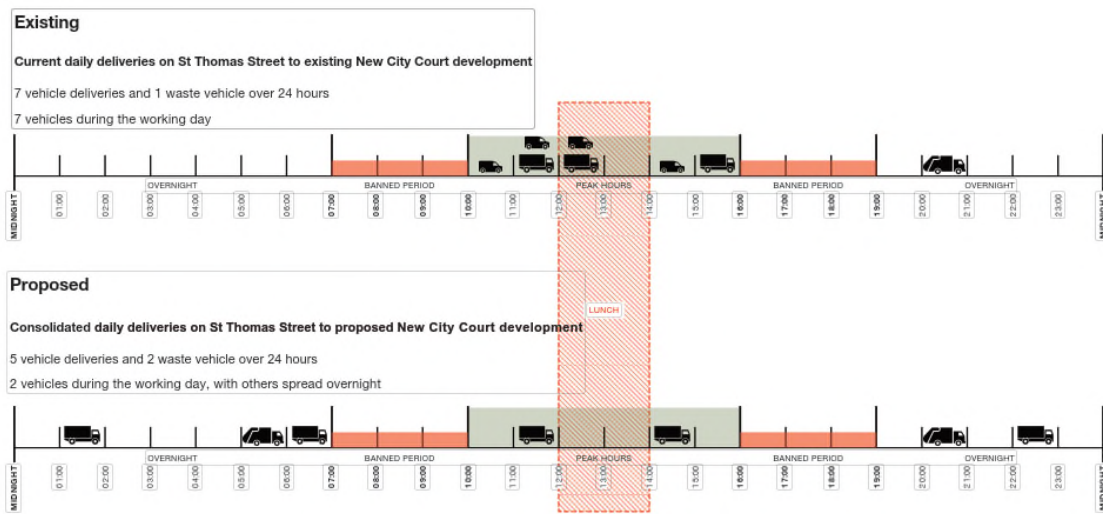 Existing
Current daily deliveries on St Thomas Street to existing New City Court development
7 vehicle deliveries and 1 waste vehicle over 24 hours
7 vehicles during the working day
OVERNIGHT BANNED PERIOD PEAK HOURS BANNED PERIOD OVERNIGHT
MIDNIGHT 01:00 02:00 03:00 04:00 05:00 06:00 07:00 08:00 09:00 10:00 11:00 12:00 13:00 14:00 15:00 16:00 17:00 18:00 19:00 20:00 21:00 22:00 23:00 MIDNIGHT
Proposed
LUNCH
Consolidated daily deliveries on St Thomas Street to proposed New City Court development
5 vehicle deliveries and 2 waste vehicle over 24 hours
2 vehicles during the working day, with others spread overnight
OVERNIGHT BANNED PERIOD PEAK HOURS BANNED PERIOD OVERNIGHT
MIDNIGHT 01:00 02:00 03:00 04:00 05:00 06:00 07:00 08:00 09:00 10:00 11:00 12:00 13:00 14:00 15:00 16:00 17:00 18:00 19:00 20:00 21:00 22:00 23:00 MIDNIGHT